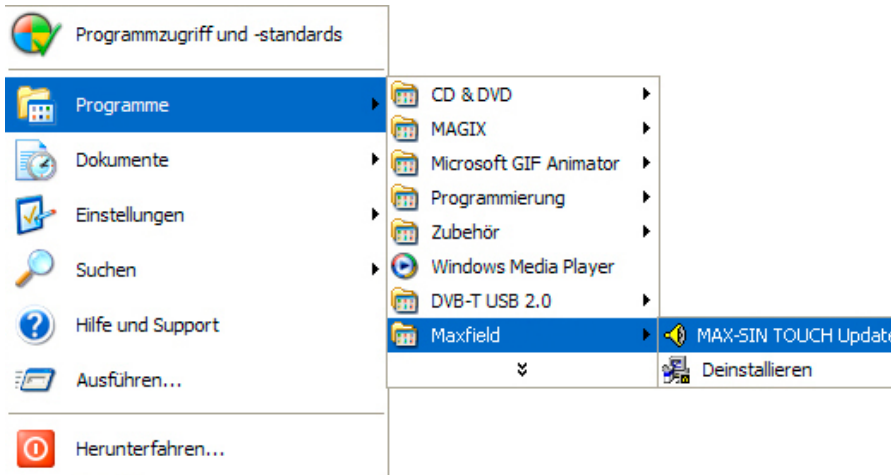 Programmzugriff und -standards
Programme
Dokumente
Einstellungen
Suchen
Hilfe und Support
Ausführen...
Herunterfahren...
CD & DVD
MAGIX
Microsoft GIF Animator
Programmierung
Zubehör
Windows Media Player
DVB-T USB 2.0
Maxfield
MAX-SIN TOUCH Update
Deinstallieren